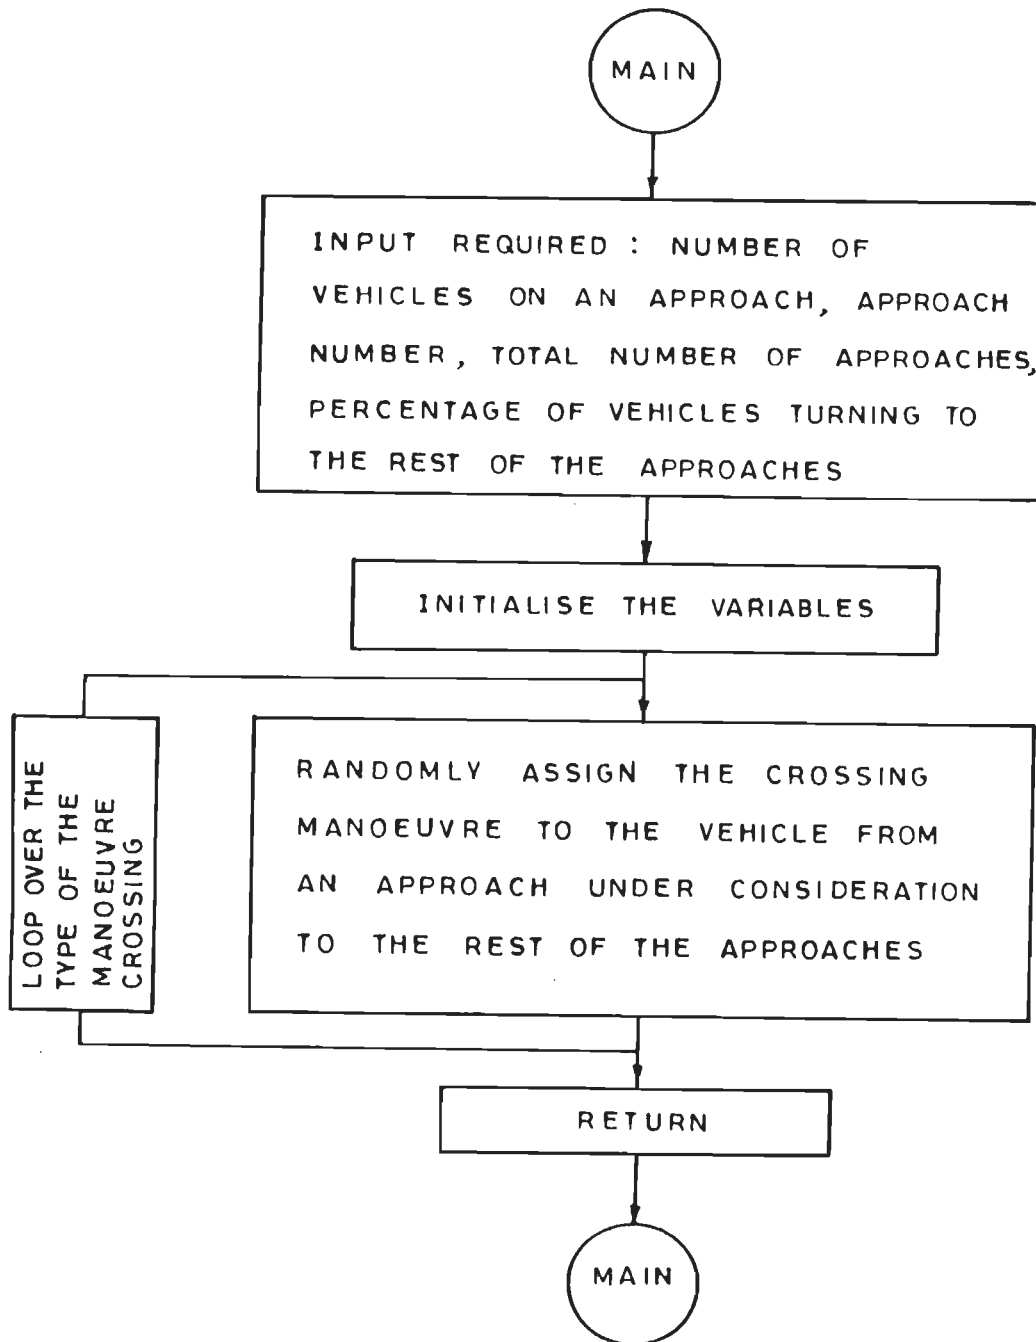 MAIN
INPUT REQUIRED : NUMBER OF
VEHICLES ON AN APPROACH, APPROACH
NUMBER, TOTAL NUMBER OF APPROACHES,
PERCENTAGE OF VEHICLES TURNING TO
THE REST OF THE APPROACHES
INITIALISE THE VARIABLES
LOOP OVER THE
TYPE OF THE
MANOEUVRE
CROSSING
RANDOMLY ASSIGN THE CROSSING
MANOEUVRE TO THE VEHICLE FROM
AN APPROACH UNDER CONSIDERATION
TO THE REST OF THE APPROACHES
RETURN
MAIN